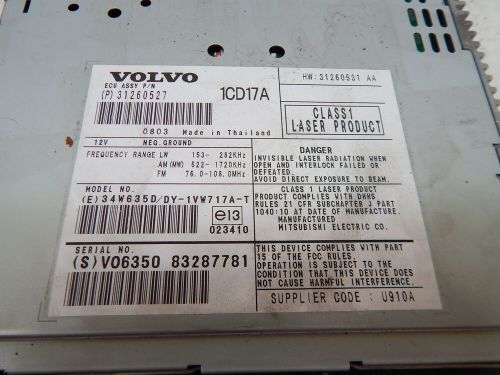 VOLVO
ECU ASSY P/N
(P) 31260527
1CD17A
HW:31260531 AA
0803 Made in Thailand
CLASS1
LASER PRODUCT
12V NEG.GROUND
FREQUENCY RANGE LW 153- 282KHz
AM(MW) 522-1720KHz
FM 76.0-108.0MHz
DANGER
INVISIBLE LASER RADIATION WHEN
OPEN AND INTERLOCK FAILED OR
DEFEATED.
AVOID DIRECT EXPOSURE TO BEAM.
MODEL NO.
(E)34W635D/DY-1VW717A-T
e13
023410
CLASS 1 LASER PRODUCT
PRODUCT COMPLIES WITH DHHS
RULES 21 CFR SUBCHAPTER J PART
1040:10 AT DATE OF MANUFACTURE.
MANUFACTURED
MITSUBISHI ELECTRIC CO.
SERIAL NO.
(S)VO6350 83287781
THIS DEVICE COMPLIES WITH PART
15 OF THE FCC RULES.
OPERATION IS SUBJECT TO THE
CONDITION THAT THIS DEVICE DOES
NOT CAUSE HARMFUL INTERFERENCE.
SUPPLIER CODE : U910A